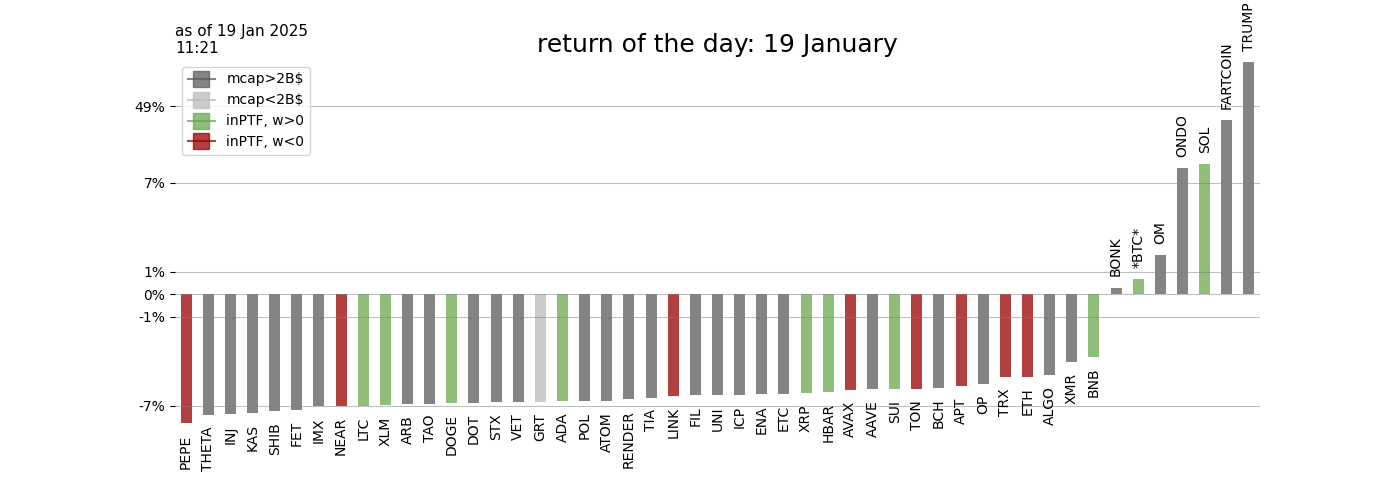 as of 19 Jan 2025
11:21
return of the day: 19 January
mcap>2B$
mcap<2B$
inPTF, w>0
inPTF, w<0
49%
7%
1%
0%
-1%
-7%
PEPE
THETA
INJ
KAS
SHIB
FET
IMX
NEAR
LTC
XLM
ARB
TAO
DOGE
DOT
STX
VET
GRT
ADA
POL
ATOM
RENDER
TIA
LINK
FIL
UNI
ICP
ENA
ETC
XRP
HBAR
AVAX
AAVE
SUI
TON
BCH
APT
OP
TRX
ETH
ALGO
XMR
BNB
BONK
*BTC*
OM
ONDO
SOL
FARTCOIN
TRUMP